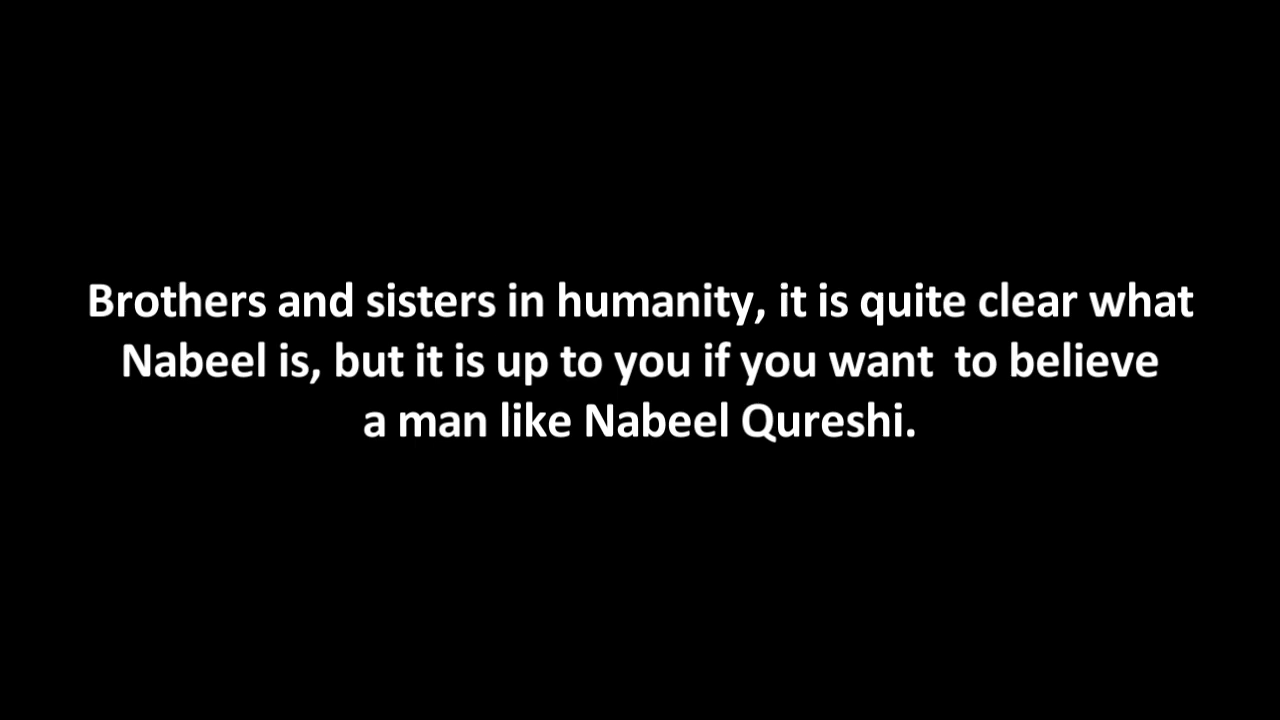 Brothers and sisters in humanity, it is quite clear what
Nabeel is, but it is up to you if you want  to believe
a man like Nabeel Qureshi.